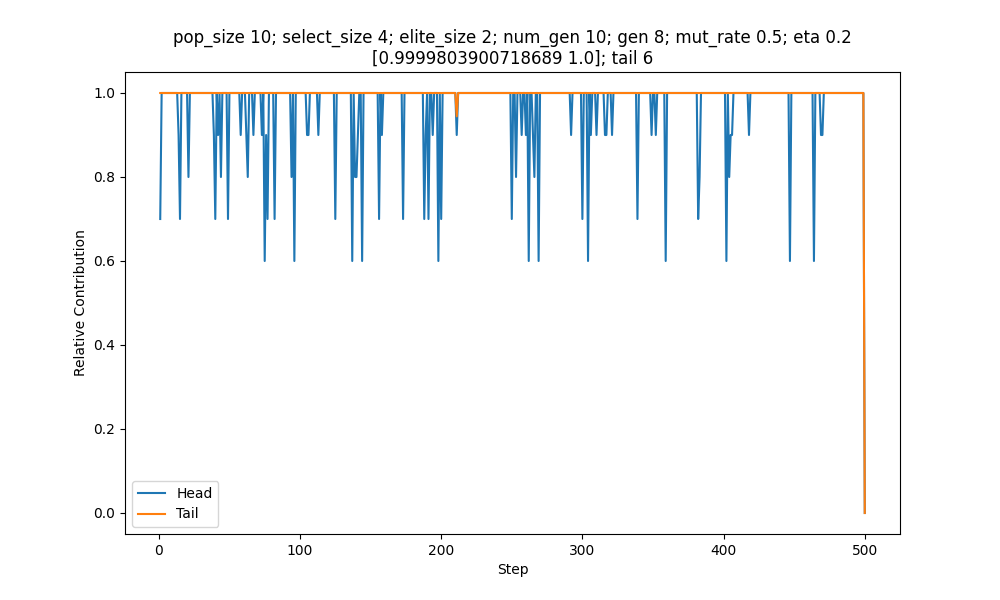 pop_size 10; select_size 4; elite_size 2; num_gen 10; gen 8; mut_rate 0.5; eta 0.2
[0.9999803900718689 1.0]; tail 6
Relative Contribution
1.0
0.8
0.6
0.4
0.2
0.0
Head
Tail
0
100
200
300
400
500
Step